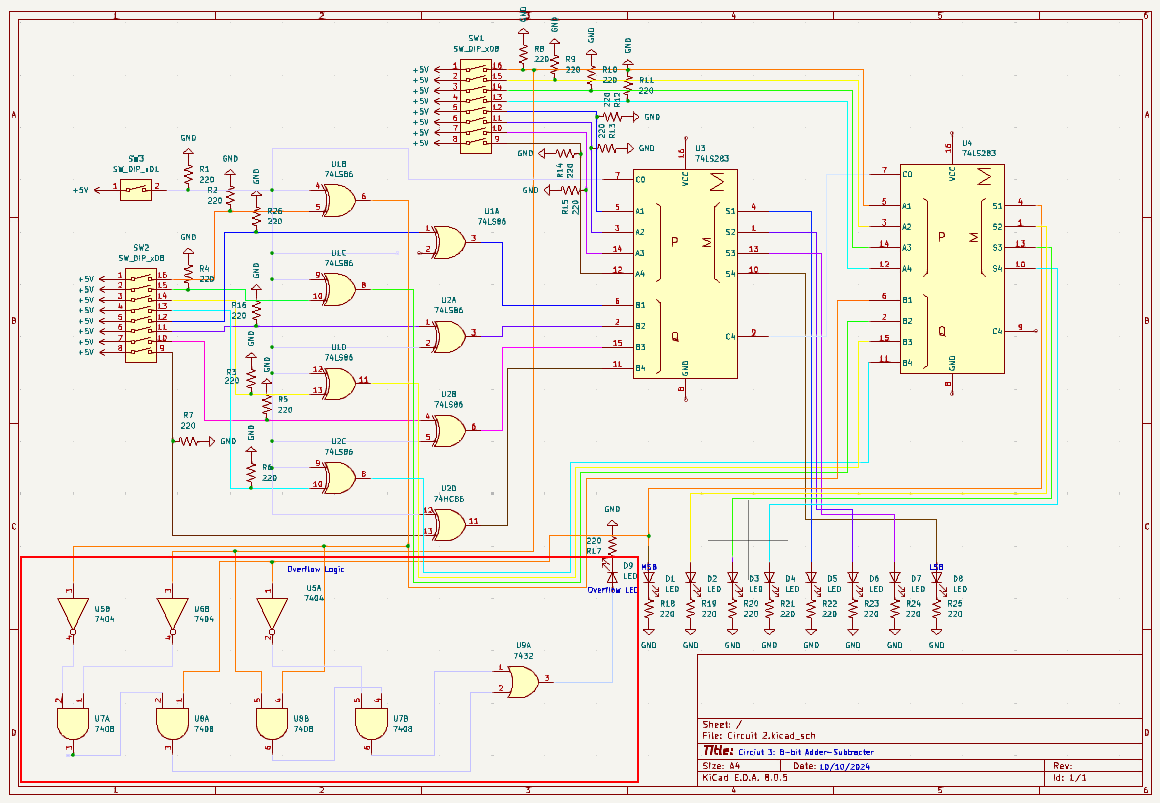 1 2 3 4 5 6
A
B
C
D
SW1
SW_DIP_x08
+5V 1 16
+5V 2 15
+5V 3 14
+5V 4 13
+5V 5 12
+5V 6 11
+5V 7 10
+5V 8 9
GND
R8
220
GND
R9
220
GND
R10
220
GND
R11
220
220
R12
GND
220
R13
GND
GND
R14
220
GND
R15
220
SW3
SW_DIP_x01
+5V 1 2
GND
R1
220
GND
R2
220
GND
R26
220
SW2
SW_DIP_x08
+5V 1 16
+5V 2 15
+5V 3 14
+5V 4 13
+5V 5 12
+5V 6 11
+5V 7 10
+5V 8 9
GND
R4
220
GND
R16
220
GND
R3
220
GND
R5
220
R7
220
GND
GND
R6
220
U1B
74LS86
4 5 6
U1A
74LS86
1 2 3
U1C
74LS86
9 10 8
U2A
74LS86
1 2 3
U1D
74LS86
12 13 11
U2B
74LS86
4 5 6
U2C
74LS86
9 10 8
U2D
74HC86
12 13 11
U3
74LS283
16 VCC
7 C0
5 A1 S1 4
3 A2 S2 1
14 A3 S3 13
12 A4 S4 10
P M
6 B1
2 B2
15 B3 C4 9
11 B4
Q
GND 8
U4
74LS283
16 VCC
7 C0
5 A1 S1 4
3 A2 S2 1
14 A3 S3 13
12 A4 S4 10
P M
6 B1
2 B2 C4 9
15 B3
11 B4
Q
GND 8
Overflow Logic
U5B
7404
3 4
U6B
7404
3 4
U5A
7404
1 2
U7A
7408
2 1 3
U8A
7408
2 1 3
U8B
7408
5 4 6
U7B
7408
5 4 6
U9A
7432
1 2 3
GND
220
R17
D9
LED
Overflow LED
MSB
LSB
D1 D2 D3 D4 D5 D6 D7 D8
LED LED LED LED LED LED LED LED
R18 R19 R20 R21 R22 R23 R24 R25
220 220 220 220 220 220 220 220
GND GND GND GND GND GND GND GND
Sheet: /
File: Circuit 2.kicad_sch
Title: Circiut 3: 8-bit Adder-Subtracter
Size: A4 Date: 10/10/2024 Rev:
KiCad E.D.A. 8.0.5 Id: 1/1
1 2 3 4 5 6